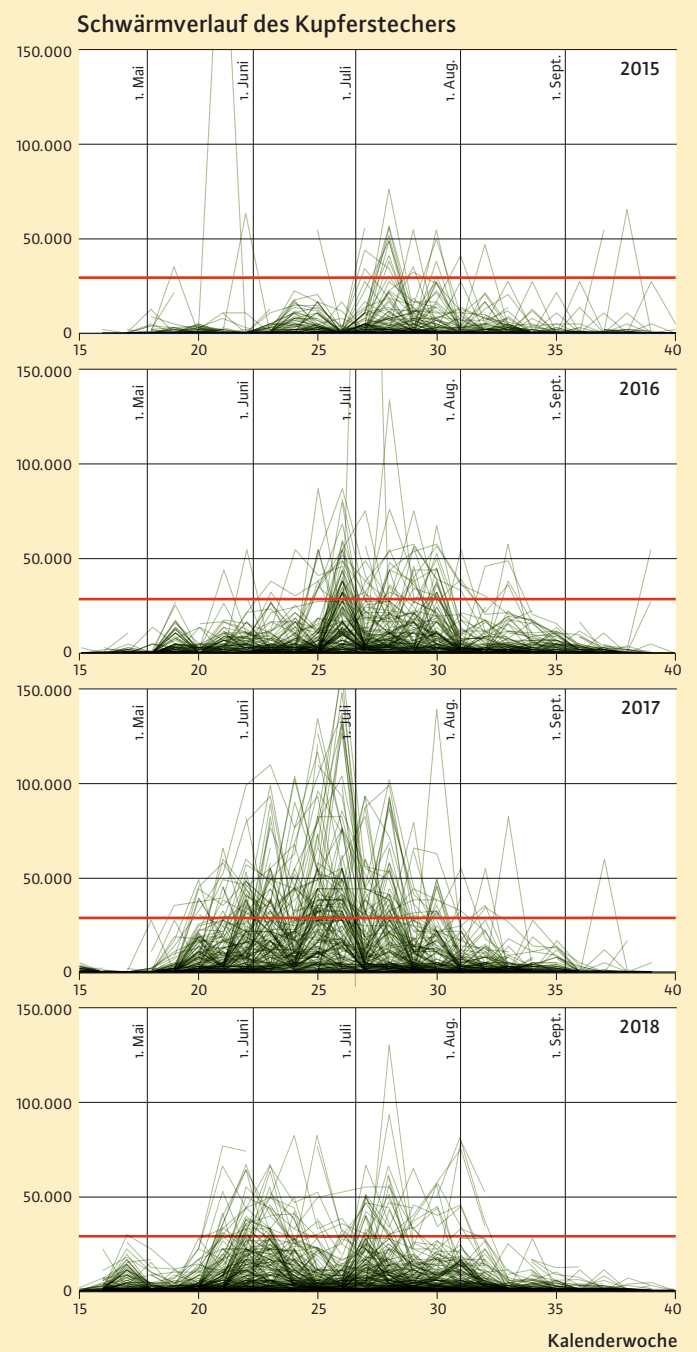 Schwärmverlauf des Kupferstechers
150.000
100.000
50.000
0
1. Mai
1. Juni
1. Juli
1. Aug.
1. Sept.
2015
15 20 25 30 35 40
150.000
100.000
50.000
0
1. Mai
1. Juni
1. Juli
1. Aug.
1. Sept.
2016
15 20 25 30 35 40
150.000
100.000
50.000
0
1. Mai
1. Juni
1. Juli
1. Aug.
1. Sept.
2017
15 20 25 30 35 40
150.000
100.000
50.000
0
1. Mai
1. Juni
1. Juli
1. Aug.
1. Sept.
2018
15 20 25 30 35 40
Kalenderwoche